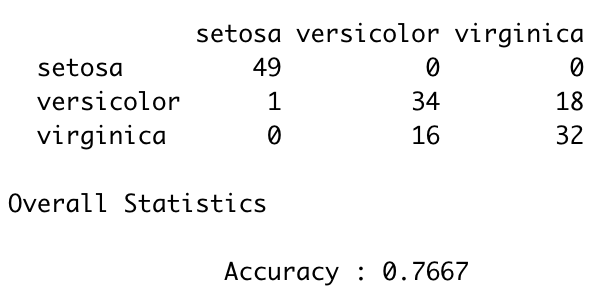 setosa versicolor virginica
setosa 49 0 0
versicolor 1 34 18
virginica 0 16 32
Overall Statistics
Accuracy : 0.7667